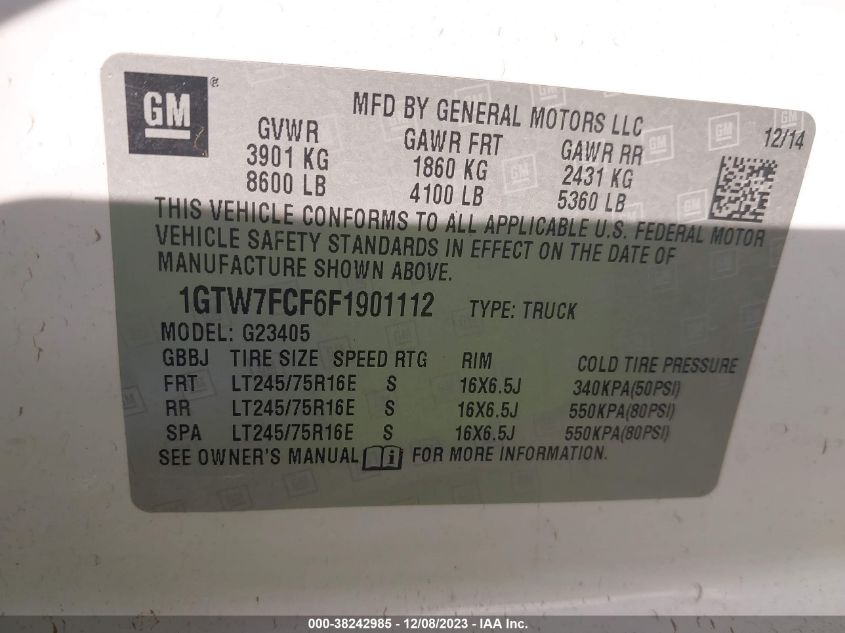 GM®
MFD BY GENERAL MOTORS LLC
12/14
GVWR GAWR FRT GAWR RR
3901 KG 1860 KG 2431 KG
8600 LB 4100 LB 5360 LB
THIS VEHICLE CONFORMS TO ALL APPLICABLE U.S. FEDERAL MOTOR
VEHICLE SAFETY STANDARDS IN EFFECT ON THE DATE OF
MANUFACTURE SHOWN ABOVE.
1GTW7FCF6F1901112 TYPE: TRUCK
MODEL: G23405
GBBJ TIRE SIZE SPEED RTG RIM COLD TIRE PRESSURE
FRT LT245/75R16E S 16X6.5J 340KPA(50PSI)
RR LT245/75R16E S 16X6.5J 550KPA(80PSI)
SPA LT245/75R16E S 16X6.5J 550KPA(80PSI)
SEE OWNER'S MANUAL i FOR MORE INFORMATION.
000-38242985 - 12/08/2023 - IAA Inc.